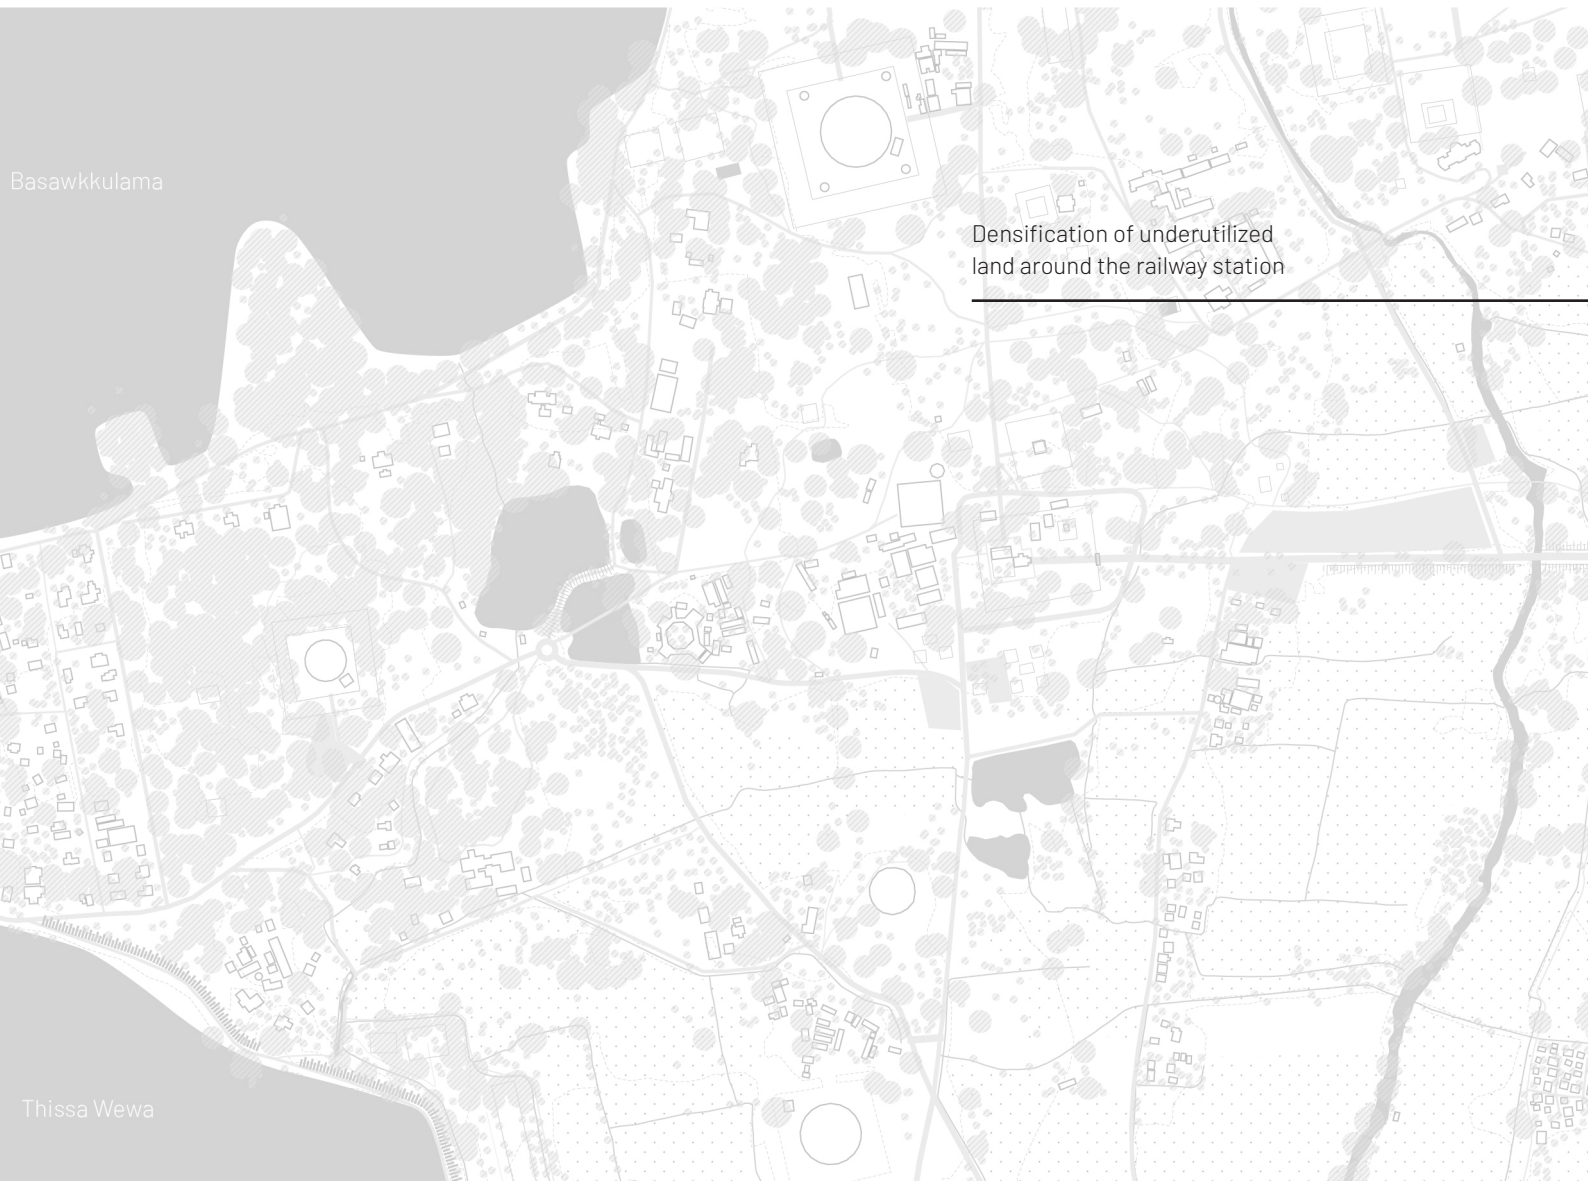 Basawkkulama
Densification of underutilized
land around the railway station
Thissa Wewa